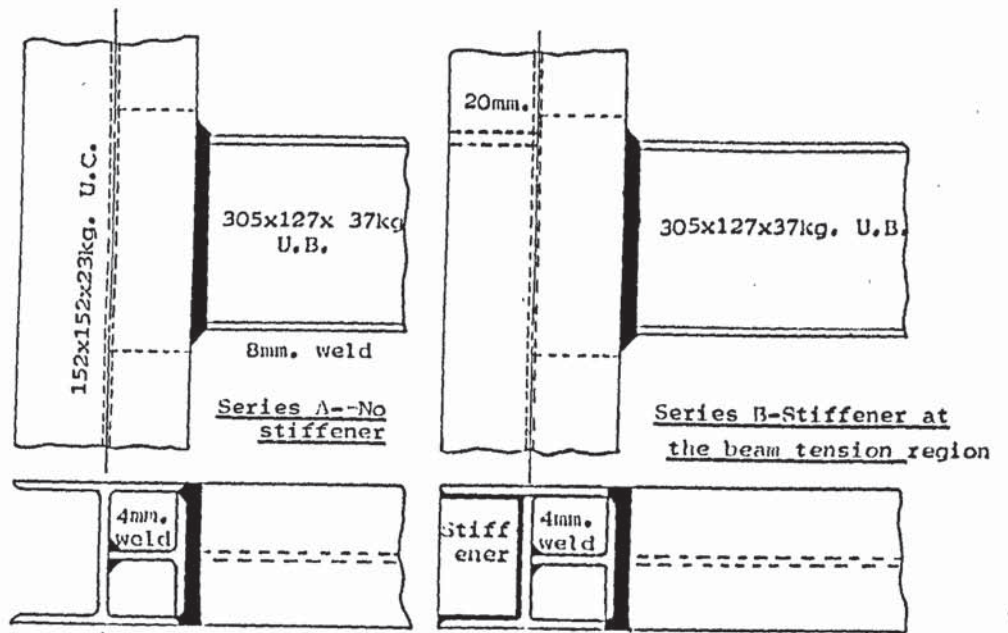 152x152x23kg. U.C.
305x127x 37kg
U.B.
8mm. weld
Series A--No
stiffener
20mm.
305x127x37kg. U.B.
Series B-Stiffener at
the beam tension region
4mm.
weld
Stiff
ener
4mm.
weld